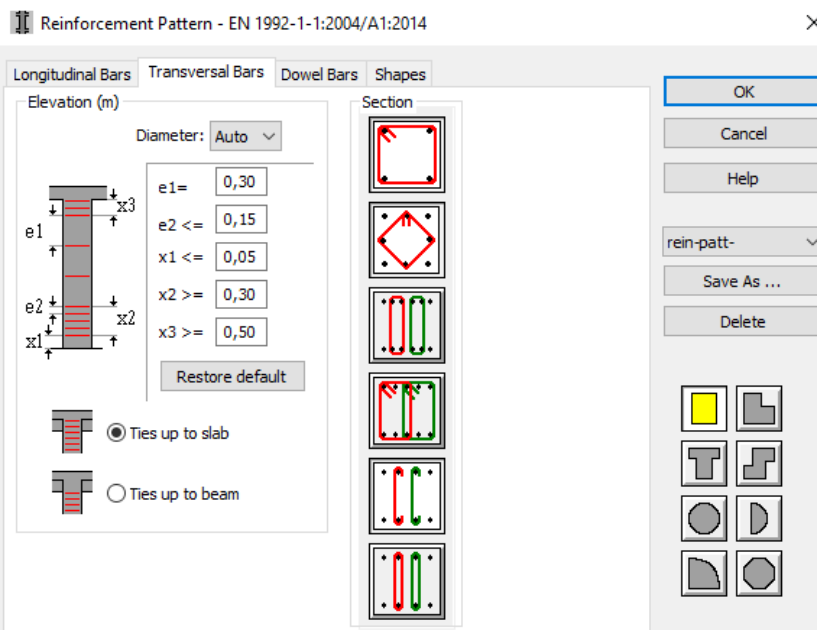 Reinforcement Pattern - EN 1992-1-1:2004/A1:2014
Longitudinal Bars Transversal Bars Dowel Bars Shapes
Elevation (m)
Diameter: Auto
e1= 0,30
e2 <= 0,15
x1 <= 0,05
x2 >= 0,30
x3 >= 0,50
Restore default
x3
e1
e2
x2
x1
Ties up to slab
Ties up to beam
Section
OK
Cancel
Help
rein-patt-
Save As ...
Delete